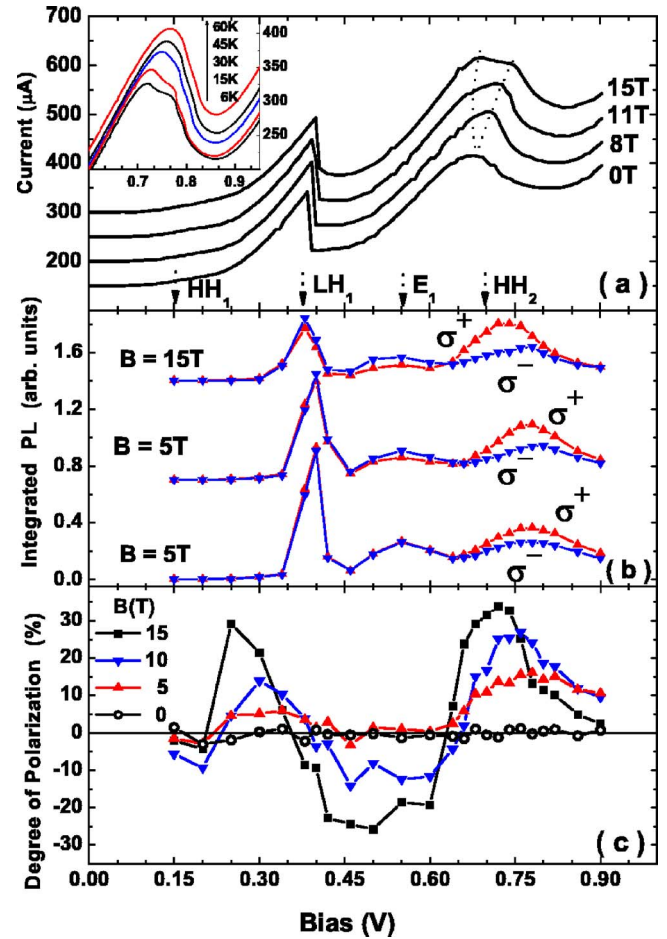 700
600
500
400
300
200
Current (μA)
60K
45K
30K
15K
6K
400
350
300
250
0.7
0.8
0.9
15T
11T
8T
0T
( a )
HH1
LH1
E1
HH2
Integrated PL (arb. units)
1.6
1.2
0.8
0.4
0.0
B = 15T
B = 5T
B = 5T
σ+
σ−
σ+
σ−
σ+
σ−
( b )
Degree of Polarization (%)
30
20
10
0
-10
-20
-30
B(T)
15
10
5
0
( c )
0.00
0.15
0.30
0.45
0.60
0.75
0.90
Bias (V)